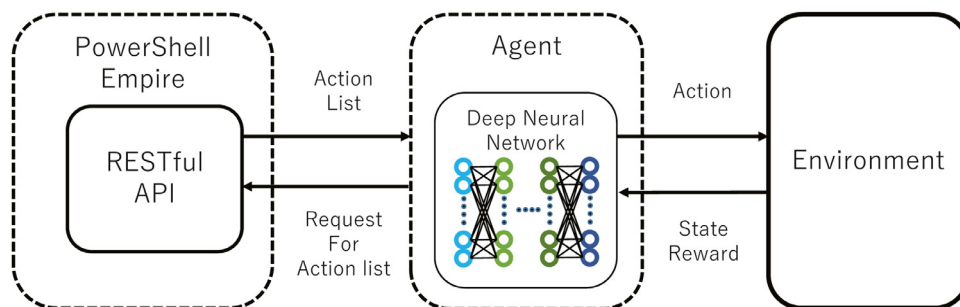 PowerShell
Empire
RESTful
API
Action
List
Request
For
Action list
Agent
Deep Neural
Network
Action
State
Reward
Environment